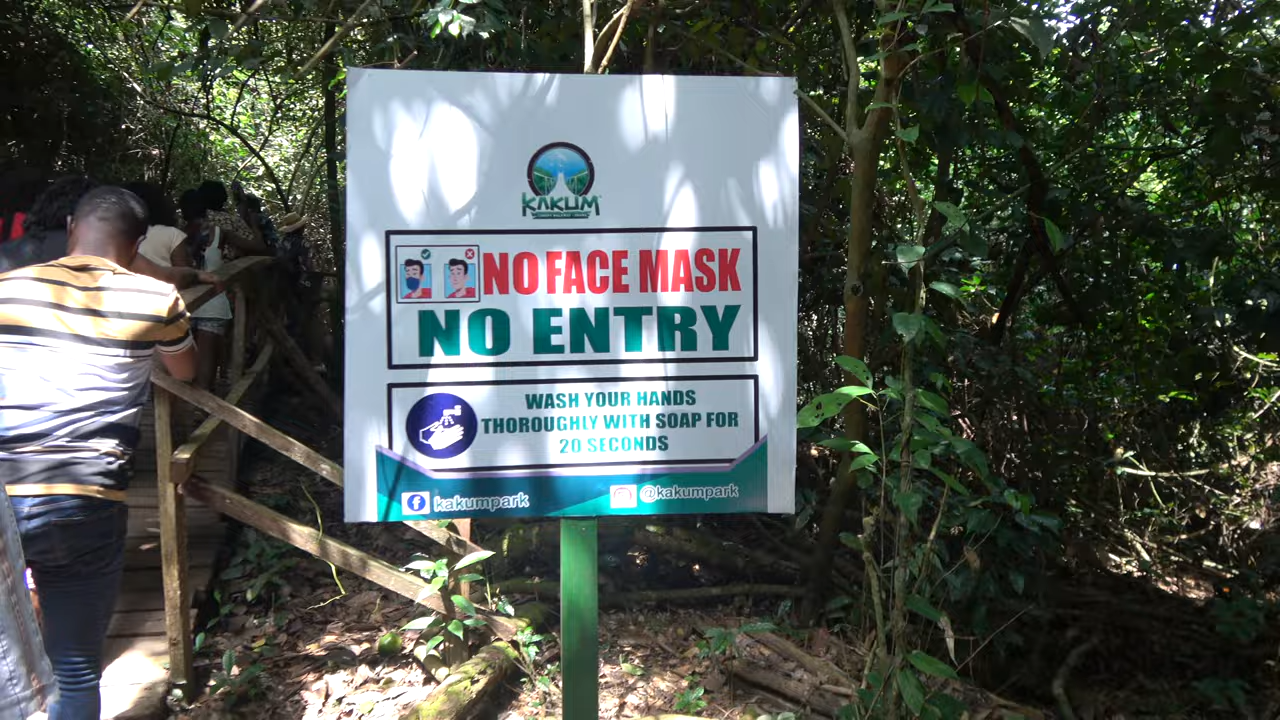 KAKUM
NO FACE MASK
NO ENTRY
WASH YOUR HANDS
THOROUGHLY WITH SOAP FOR
20 SECONDS
f kakumpark
@kakumpark